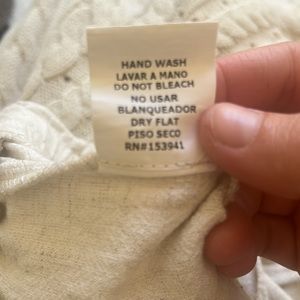 HAND WASH
LAVAR A MANO
DO NOT BLEACH
NO USAR
BLANQUEADOR
DRY FLAT
PISO SECO
RN#153941